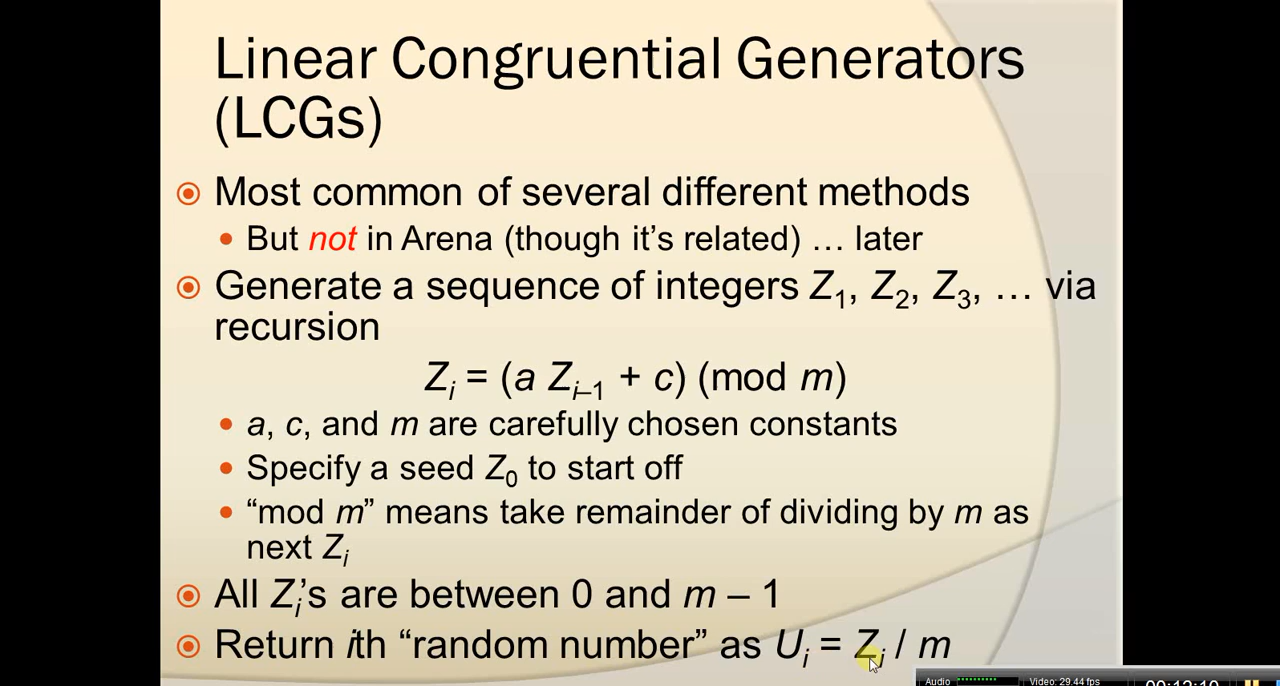 Linear Congruential Generators
(LCGs)
Most common of several different methods
But not in Arena (though it's related) … later
Generate a sequence of integers Z1, Z2, Z3, … via
recursion
Zi = (a Zi–1 + c) (mod m)
a, c, and m are carefully chosen constants
Specify a seed Z0 to start off
“mod m” means take remainder of dividing by m as
next Zi
All Zi's are between 0 and m – 1
Return ith “random number” as Ui = Zi / m
Audio Video: 29.44 fps